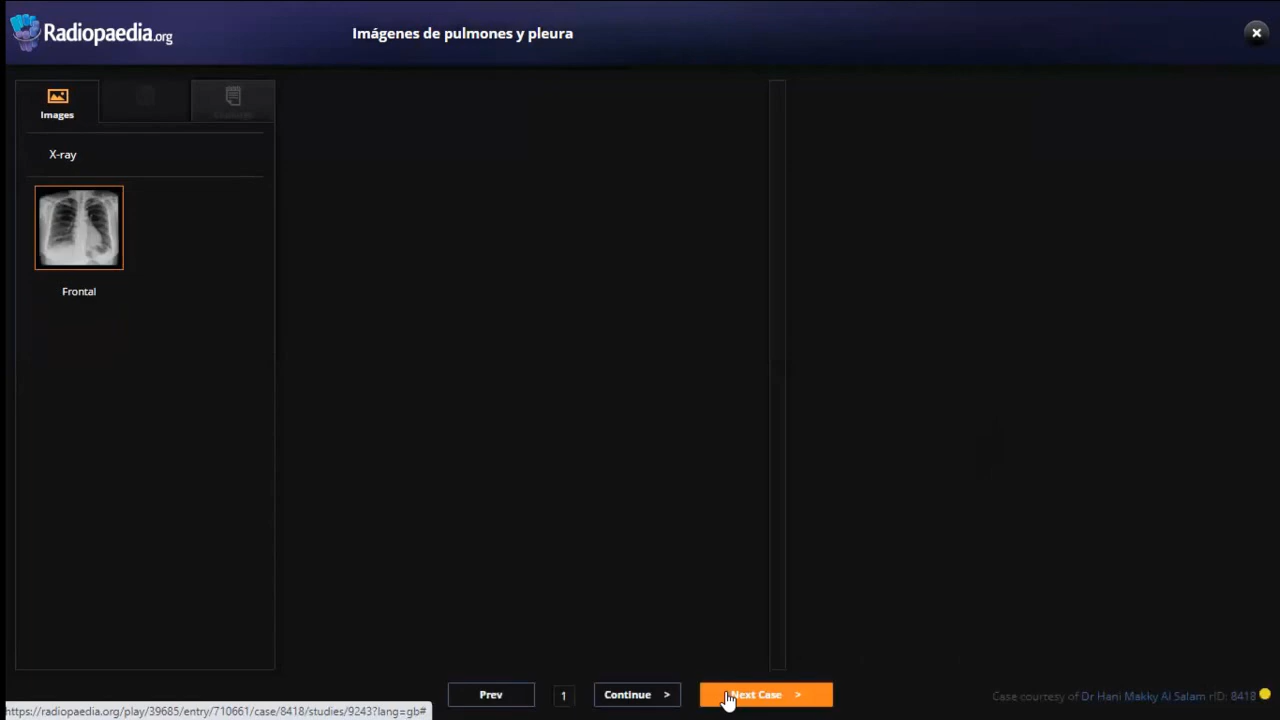 Radiopaedia.org
Imágenes de pulmones y pleura
Images
X-ray
Frontal
Prev
1
Continue >
Next Case >
Case courtesy of Dr Hani Makky Al Salam rID: 8418
https://radiopaedia.org/play/39685/entry/710661/case/8418/studies/9243?lang=gb#